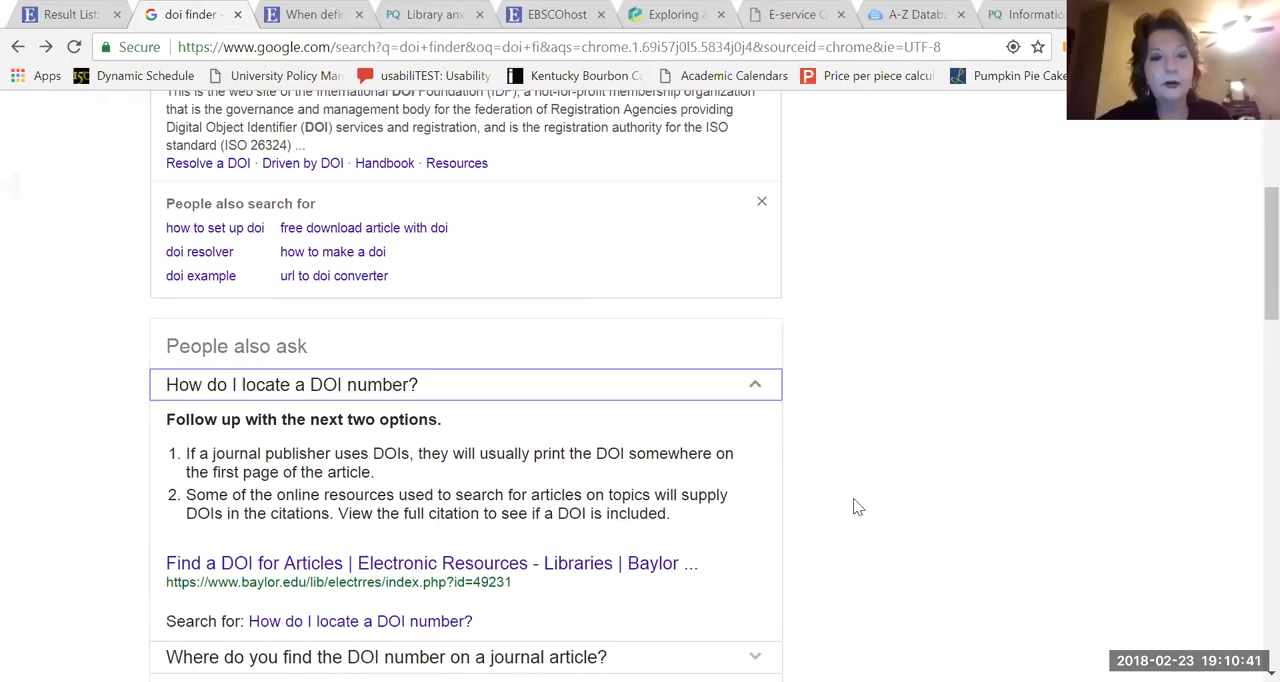 Result List:
doi finder -
When defi
Library anx
EBSCOhost
Exploring a
E-service Q
A-Z Datab
Informatio
Secure
https://www.google.com/search?q=doi+finder&oq=doi+fi&aqs=chrome.1.69i57j0l5.5834j0j4&sourceid=chrome&ie=UTF-8
Apps
Dynamic Schedule
University Policy Man
usabiliTEST: Usability
Kentucky Bourbon Co
Academic Calendars
Price per piece calcul
Pumpkin Pie Cake
This is the web site of the International DOI Foundation (IDF), a not-for-profit membership organization
that is the governance and management body for the federation of Registration Agencies providing
Digital Object Identifier (DOI) services and registration, and is the registration authority for the ISO
standard (ISO 26324) ...
Resolve a DOI · Driven by DOI · Handbook · Resources
People also search for
how to set up doi free download article with doi
doi resolver how to make a doi
doi example url to doi converter
People also ask
How do I locate a DOI number?
Follow up with the next two options.
1. If a journal publisher uses DOIs, they will usually print the DOI somewhere on
the first page of the article.
2. Some of the online resources used to search for articles on topics will supply
DOIs in the citations. View the full citation to see if a DOI is included.
Find a DOI for Articles | Electronic Resources - Libraries | Baylor ...
https://www.baylor.edu/lib/electrres/index.php?id=49231
Search for: How do I locate a DOI number?
Where do you find the DOI number on a journal article?
2018-02-23 19:10:41